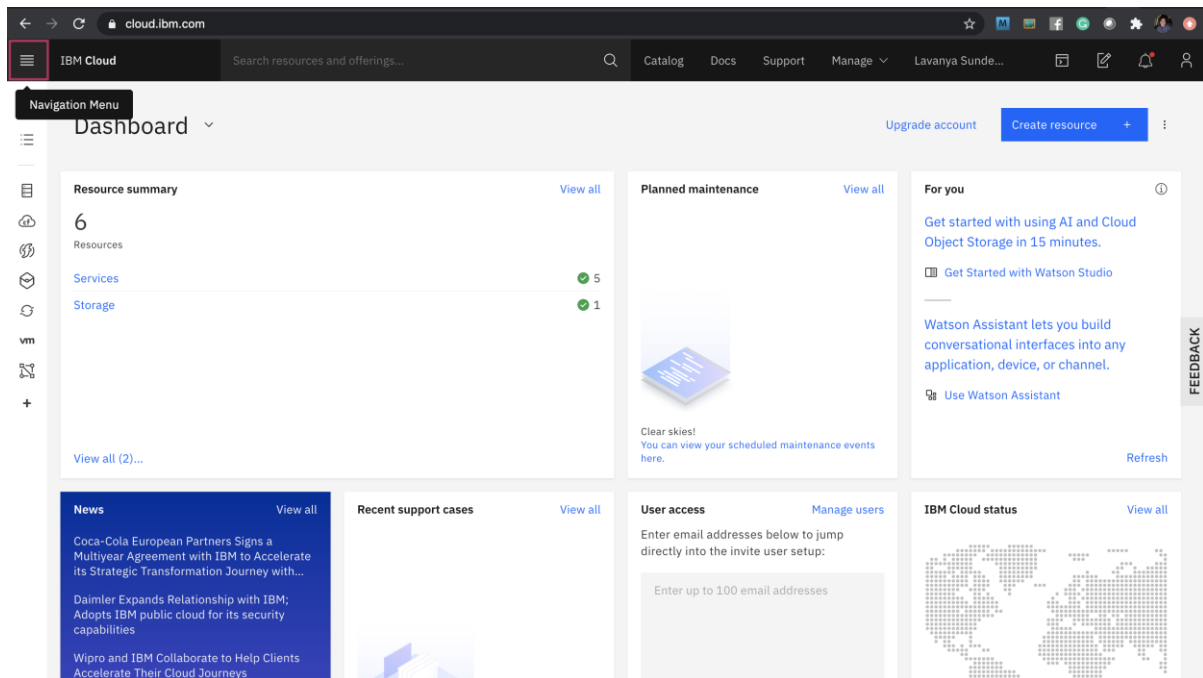 cloud.ibm.com
IBM Cloud
Search resources and offerings...
Catalog
Docs
Support
Manage
Lavanya Sunde...
Navigation Menu
Dashboard
Upgrade account
Create resource +
Resource summary
View all
6
Resources
Services
5
Storage
1
View all (2)...
Planned maintenance
View all
Clear skies!
You can view your scheduled maintenance events
here.
For you
Get started with using AI and Cloud
Object Storage in 15 minutes.
Get Started with Watson Studio
Watson Assistant lets you build
conversational interfaces into any
application, device, or channel.
Use Watson Assistant
Refresh
FEEDBACK
vm
News
View all
Coca-Cola European Partners Signs a
Multiyear Agreement with IBM to Accelerate
its Strategic Transformation Journey with...
Daimler Expands Relationship with IBM;
Adopts IBM public cloud for its security
capabilities
Wipro and IBM Collaborate to Help Clients
Accelerate Their Cloud Journeys
Recent support cases
View all
User access
Manage users
Enter email addresses below to jump
directly into the invite user setup:
Enter up to 100 email addresses
IBM Cloud status
View all